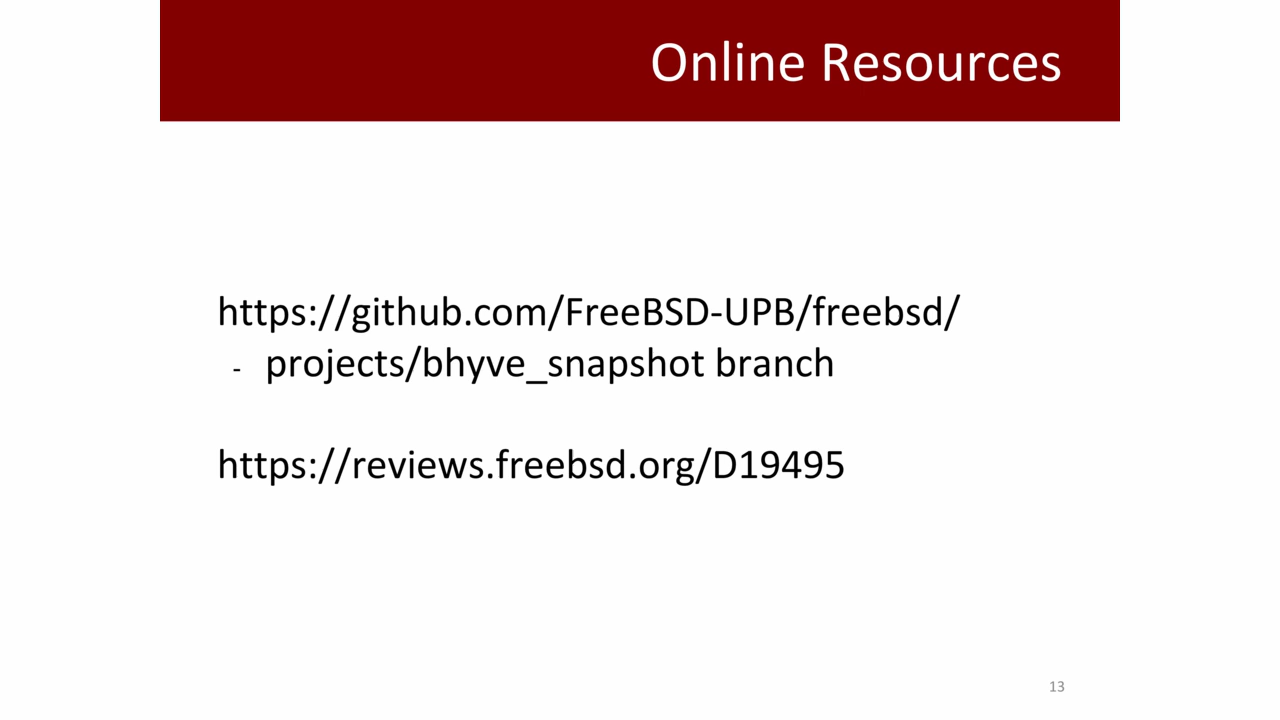 Online Resources
https://github.com/FreeBSD-UPB/freebsd/
- projects/bhyve_snapshot branch
https://reviews.freebsd.org/D19495
13